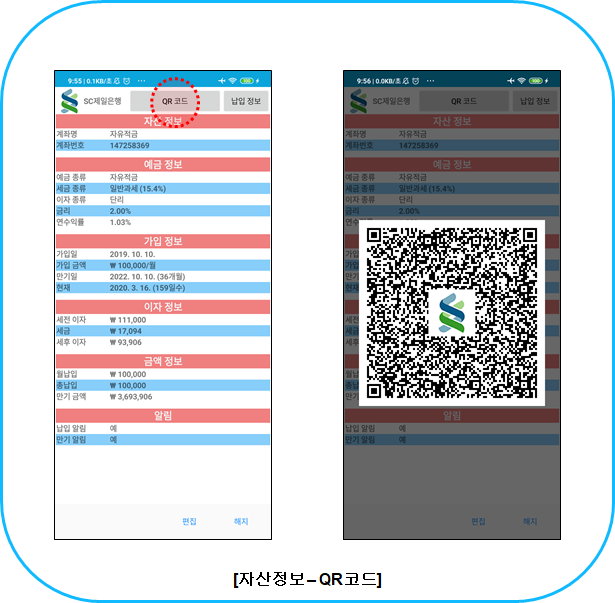 9:55 | 0.1KB/초 ... 100
SC제일은행 QR 코드 납입 정보
자산 정보
계좌명 자유적금
계좌번호 147258369
예금 정보
예금 종류 자유적금
세금 종류 일반과세 (15.4%)
이자 종류 단리
금리 2.00%
연수익률 1.03%
가입 정보
가입일 2019. 10. 10.
가입 금액 ₩ 100,000/월
만기일 2022. 10. 10. (36개월)
현재 2020. 3. 16. (159일수)
이자 정보
세전 이자 ₩ 111,000
세금 ₩ 17,094
세후 이자 ₩ 93,906
금액 정보
월납입 ₩ 100,000
총납입 ₩ 100,000
만기 금액 ₩ 3,693,906
알림
납입 알림 예
만기 알림 예
편집 해지
9:56 | 0.0KB/초 ... 100
SC제일은행 QR 코드 납입 정보
자산 정보
계좌명 자유적금
계좌번호 147258369
예금 정보
예금 종류 자유적금
세금 종류 일반과세 (15.4%)
이자 종류 단리
금리 2.00%
알림
납입 알림 예
만기 알림 예
편집 해지
[자산정보–QR코드]